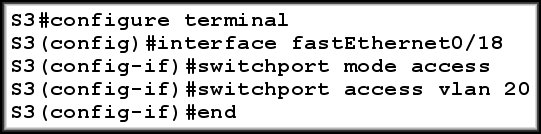 S3#configure terminal
S3(config)#interface fastEthernet0/18
S3(config-if)#switchport mode access
S3(config-if)#switchport access vlan 20
S3(config-if)#end